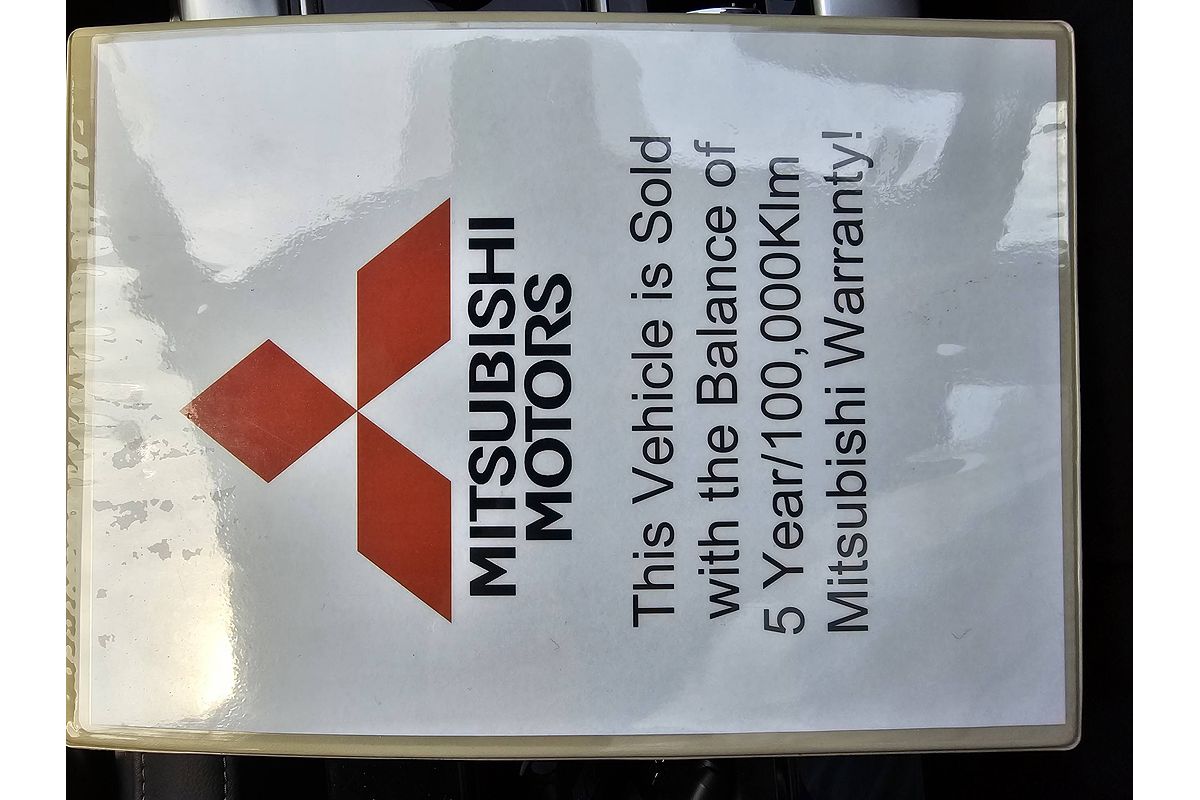 MITSUBISHI
MOTORS
This Vehicle is Sold
with the Balance of
5 Year/100,000Klm
Mitsubishi Warranty!